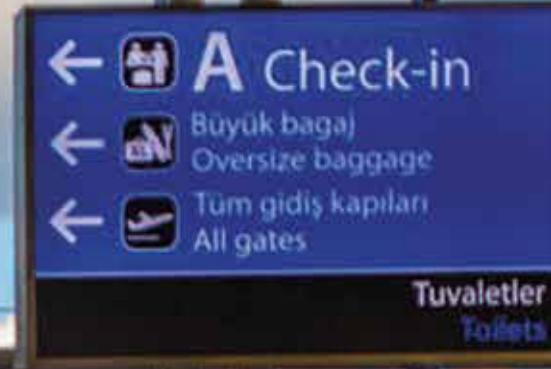 A Check-in
Büyük bagaj
Oversize baggage
Tüm gidiş kapıları
All gates
Tuvaletler
Toilets